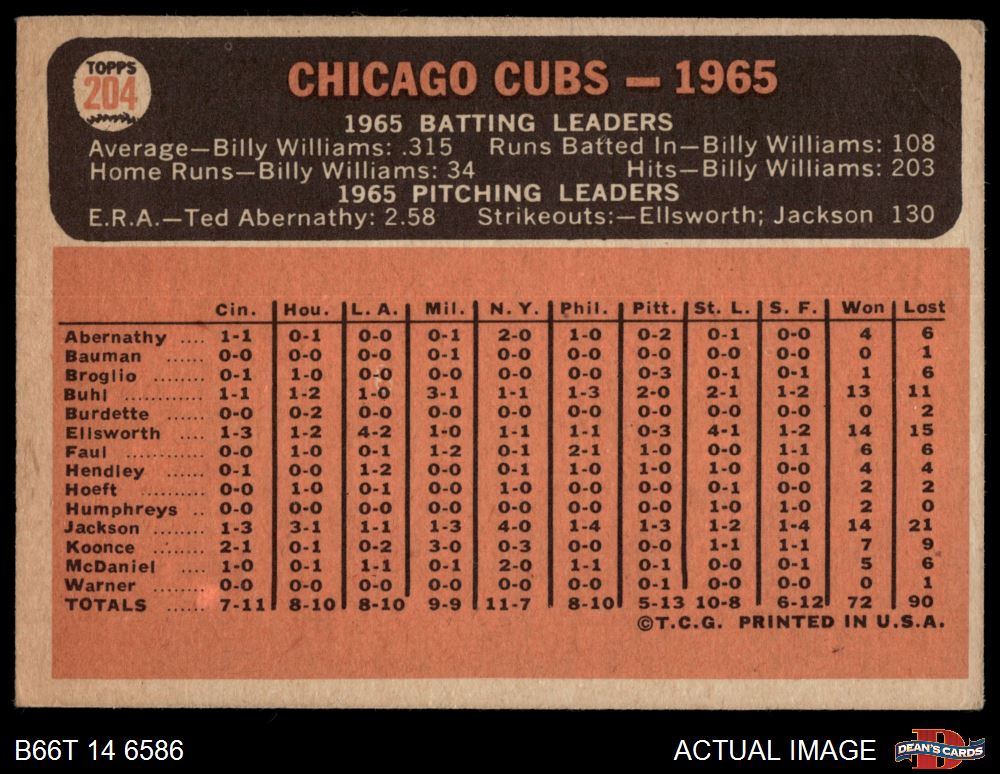 TOPPS
204
CHICAGO CUBS — 1965
1965 BATTING LEADERS
Average—Billy Williams: .315 Runs Batted In—Billy Williams: 108
Home Runs—Billy Williams: 34 Hits—Billy Williams: 203
1965 PITCHING LEADERS
E.R.A.—Ted Abernathy: 2.58 Strikeouts:—Ellsworth; Jackson 130
Cin. Hou. L. A. Mil. N. Y. Phil. Pitt. St. L. S. F. Won Lost
Abernathy .... 1-1 0-1 0-0 0-1 2-0 1-0 0-2 0-1 0-0 4 6
Bauman ...... 0-0 0-0 0-0 0-1 0-0 0-0 0-0 0-0 0-0 0 1
Broglio ........ 0-1 1-0 0-0 0-0 0-0 0-0 0-3 0-1 0-1 1 6
Buhl ........... 1-1 1-2 1-0 3-1 1-1 1-3 2-0 2-1 1-2 13 11
Burdette ...... 0-0 0-2 0-0 0-0 0-0 0-0 0-0 0-0 0-0 0 2
Ellsworth .... 1-3 1-2 4-2 1-0 1-1 1-1 0-3 4-1 1-2 14 15
Faul ........... 0-0 1-0 0-1 1-2 0-1 2-1 1-0 0-0 1-1 6 6
Hendley ...... 0-1 1-0 1-2 0-0 0-1 1-0 1-0 1-0 0-0 4 4
Hoeft .......... 0-0 1-0 0-1 0-0 1-0 0-0 0-0 0-1 0-0 2 2
Humphreys .. 0-0 0-0 0-0 0-0 0-0 0-0 0-0 1-0 1-0 2 0
Jackson ....... 1-3 3-1 1-1 1-3 4-0 1-4 1-3 1-2 1-4 14 21
Koonce ........ 2-1 0-1 0-2 3-0 0-3 0-0 0-0 1-1 1-1 7 9
McDaniel .... 1-0 0-1 1-1 0-1 2-0 1-1 0-1 0-0 0-1 5 6
Warner ........ 0-0 0-0 0-0 0-0 0-0 0-0 0-1 0-0 0-0 0 1
TOTALS ...... 7-11 8-10 8-10 9-9 11-7 8-10 5-13 10-8 6-12 72 90
©T.C.G. PRINTED IN U.S.A.
B66T 14 6586 ACTUAL IMAGE
D
DEAN'S CARDS